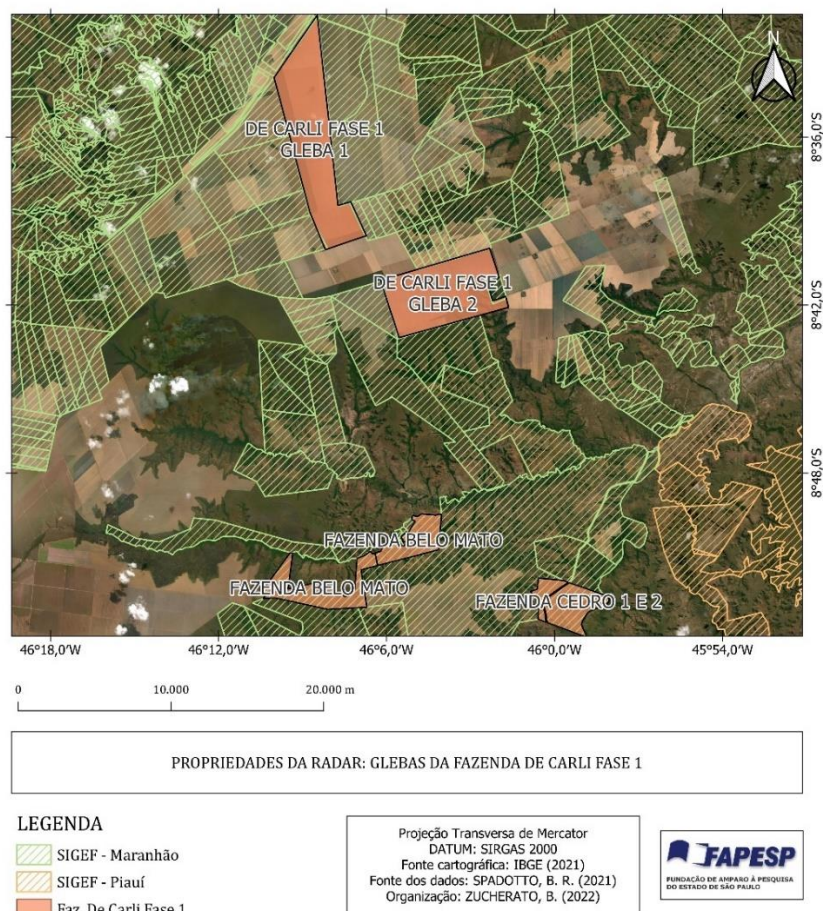 N
DE CARLI FASE 1
GLEBA 1
8°36,0'S
DE CARLI FASE 1
GLEBA 2
8°42,0'S
8°48,0'S
FAZENDA BELO MATO
FAZENDA BELO MATO
FAZENDA CEDRO 1 E 2
46°18,0'W
46°12,0'W
46°6,0'W
46°0,0'W
45°54,0'W
0
10.000
20.000 m
PROPRIEDADES DA RADAR: GLEBAS DA FAZENDA DE CARLI FASE 1
LEGENDA
SIGEF - Maranhão
SIGEF - Piauí
Faz. De Carli Fase 1
Projeção Transversa de Mercator
DATUM: SIRGAS 2000
Fonte cartográfica: IBGE (2021)
Fonte dos dados: SPADOTTO, B. R. (2021)
Organização: ZUCHERATO, B. (2022)
FAPESP
FUNDAÇÃO DE AMPARO À PESQUISA
DO ESTADO DE SÃO PAULO